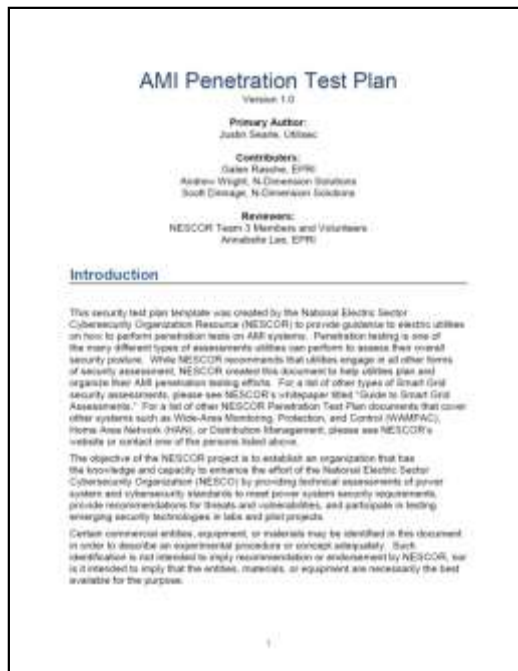 AMI Penetration Test Plan
Version 1.0
Primary Author:
Justin Searle, Utilisec
Contributers:
Galen Rasche, EPRI
Andrew Wright, N-Dimension Solutions
Scott Dinnage, N-Dimension Solutions
Reviewers:
NESCOR Team 3 Members and Volunteers
Annabelle Lee, EPRI
Introduction
This security test plan template was created by the National Electric Sector
Cybersecurity Organization Resource (NESCOR) to provide guidance to electric utilities
on how to perform penetration tests on AMI systems. Penetration testing is one of
the many different types of assessments utilities can perform to assess their overall
security posture. While NESCOR recommends that utilities engage in all other forms
of security assessment, NESCOR created this document to help utilities plan and
organize their AMI penetration testing efforts. For a list of other types of Smart Grid
security assessments, please see NESCOR's whitepaper titled "Guide to Smart Grid
Assessments." For a list of other NESCOR Penetration Test Plan documents that cover
other systems such as Wide-Area Monitoring, Protection, and Control (WAMPAC),
Home Area Network (HAN), or Distribution Management, please see NESCOR's
website or contact one of the persons listed above.
The objective of the NESCOR project is to establish an organization that has
the knowledge and capacity to enhance the effort of the National Electric Sector
Cybersecurity Organization (NESCO) by providing technical assessments of power
system and cybersecurity standards to meet power system security requirements,
provide recommendations for threats and vulnerabilities, and participate in testing
emerging security technologies in labs and pilot projects.
Certain commercial entities, equipment, or materials may be identified in this document
in order to describe an experimental procedure or concept adequately. Such
identification is not intended to imply recommendation or endorsement by NESCOR, nor
is it intended to imply that the entities, materials, or equipment are necessarily the best
available for the purpose.
1